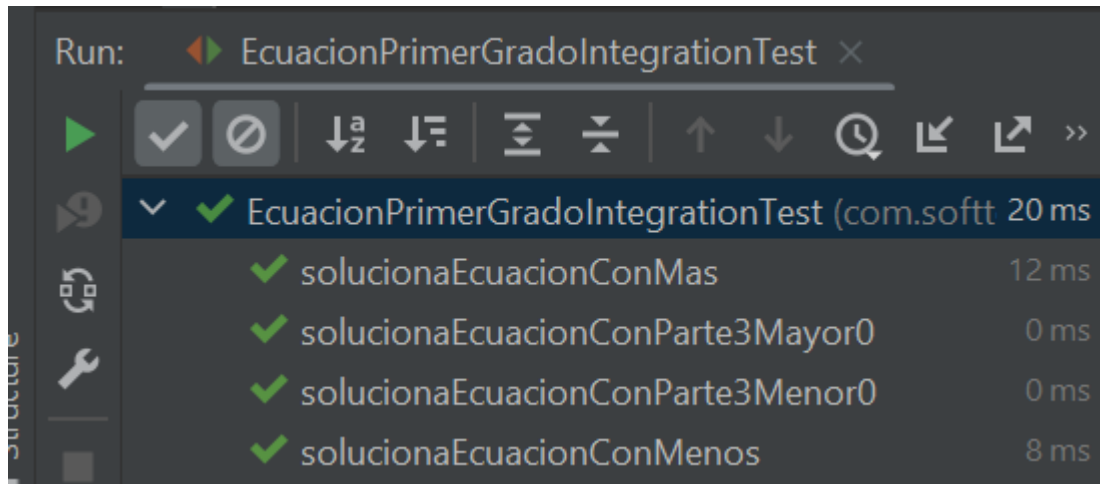 Run: EcuacionPrimerGradoIntegrationTest
EcuacionPrimerGradoIntegrationTest (com.softt 20 ms
solucionaEcuacionConMas 12 ms
solucionaEcuacionConParte3Mayor0 0 ms
solucionaEcuacionConParte3Menor0 0 ms
solucionaEcuacionConMenos 8 ms
Structure